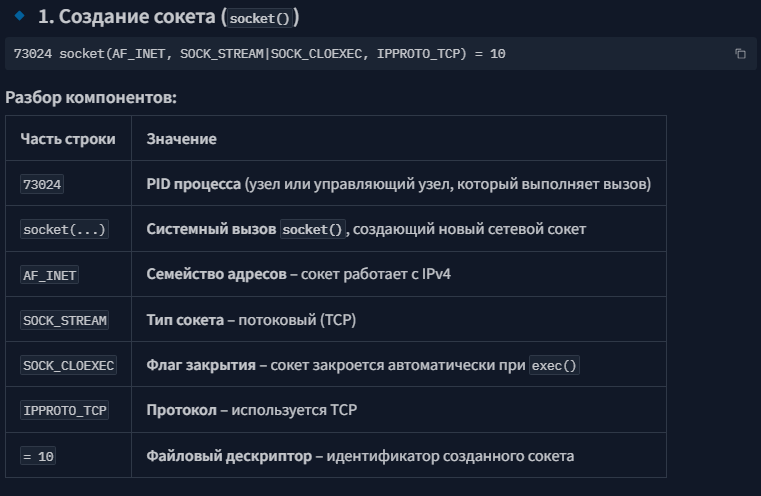 1. Создание сокета (socket())
73024 socket(AF_INET, SOCK_STREAM|SOCK_CLOEXEC, IPPROTO_TCP) = 10
Разбор компонентов:
Часть строки Значение
73024 PID процесса (узел или управляющий узел, который выполняет вызов)
socket(...) Системный вызов socket(), создающий новый сетевой сокет
AF_INET Семейство адресов – сокет работает с IPv4
SOCK_STREAM Тип сокета – потоковый (TCP)
SOCK_CLOEXEC Флаг закрытия – сокет закроется автоматически при exec()
IPPROTO_TCP Протокол – используется TCP
= 10 Файловый дескриптор – идентификатор созданного сокета